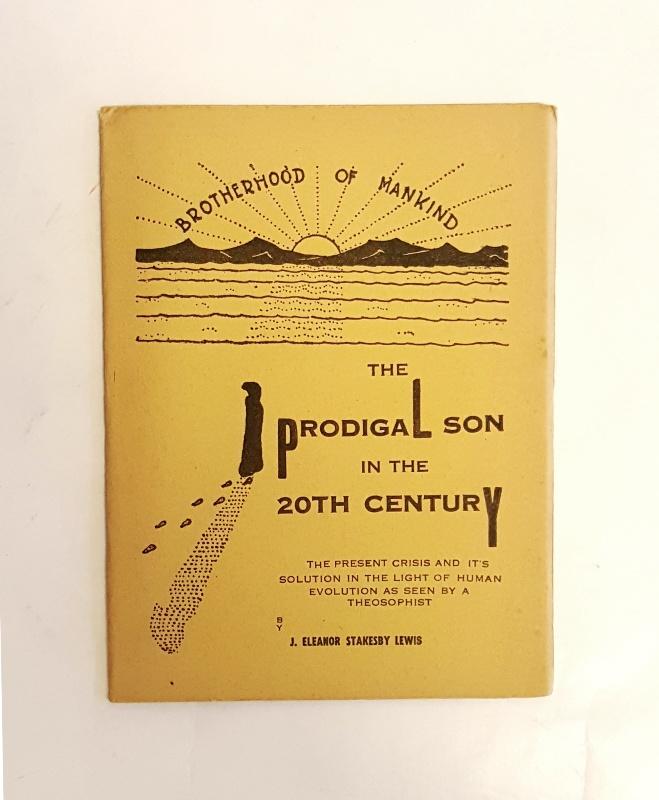 BROTHERHOOD OF MANKIND
THE
PRODIGAL SON
IN THE
20TH CENTURY
THE PRESENT CRISIS AND IT'S
SOLUTION IN THE LIGHT OF HUMAN
EVOLUTION AS SEEN BY A
THEOSOPHIST
BY
J. ELEANOR STAKESBY LEWIS